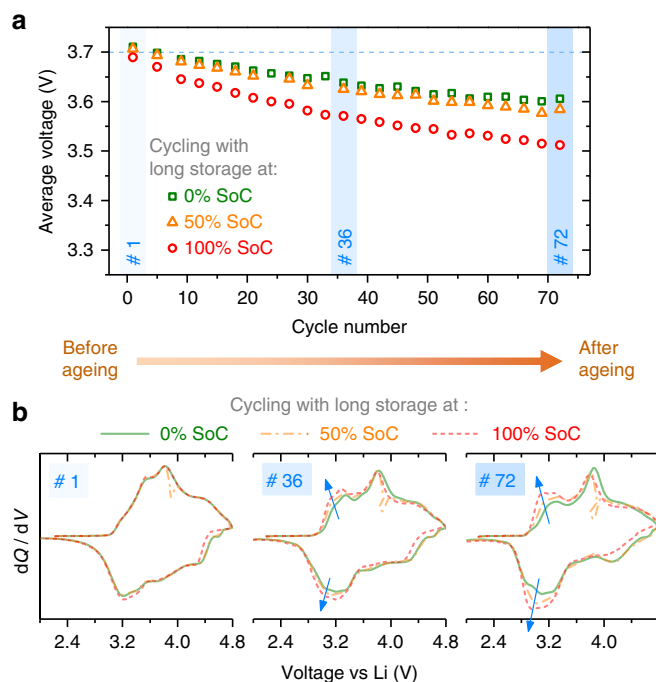 a
Average voltage (V)
3.7
3.6
3.5
3.4
3.3
Cycling with
long storage at:
0% SoC
50% SoC
100% SoC
# 1
# 36
# 72
0 10 20 30 40 50 60 70
Cycle number
Before
ageing
After
ageing
b
Cycling with long storage at :
0% SoC 50% SoC 100% SoC
# 1
# 36
# 72
dQ / dV
2.4 3.2 4.0 4.8
2.4 3.2 4.0 4.8
2.4 3.2 4.0
Voltage vs Li (V)